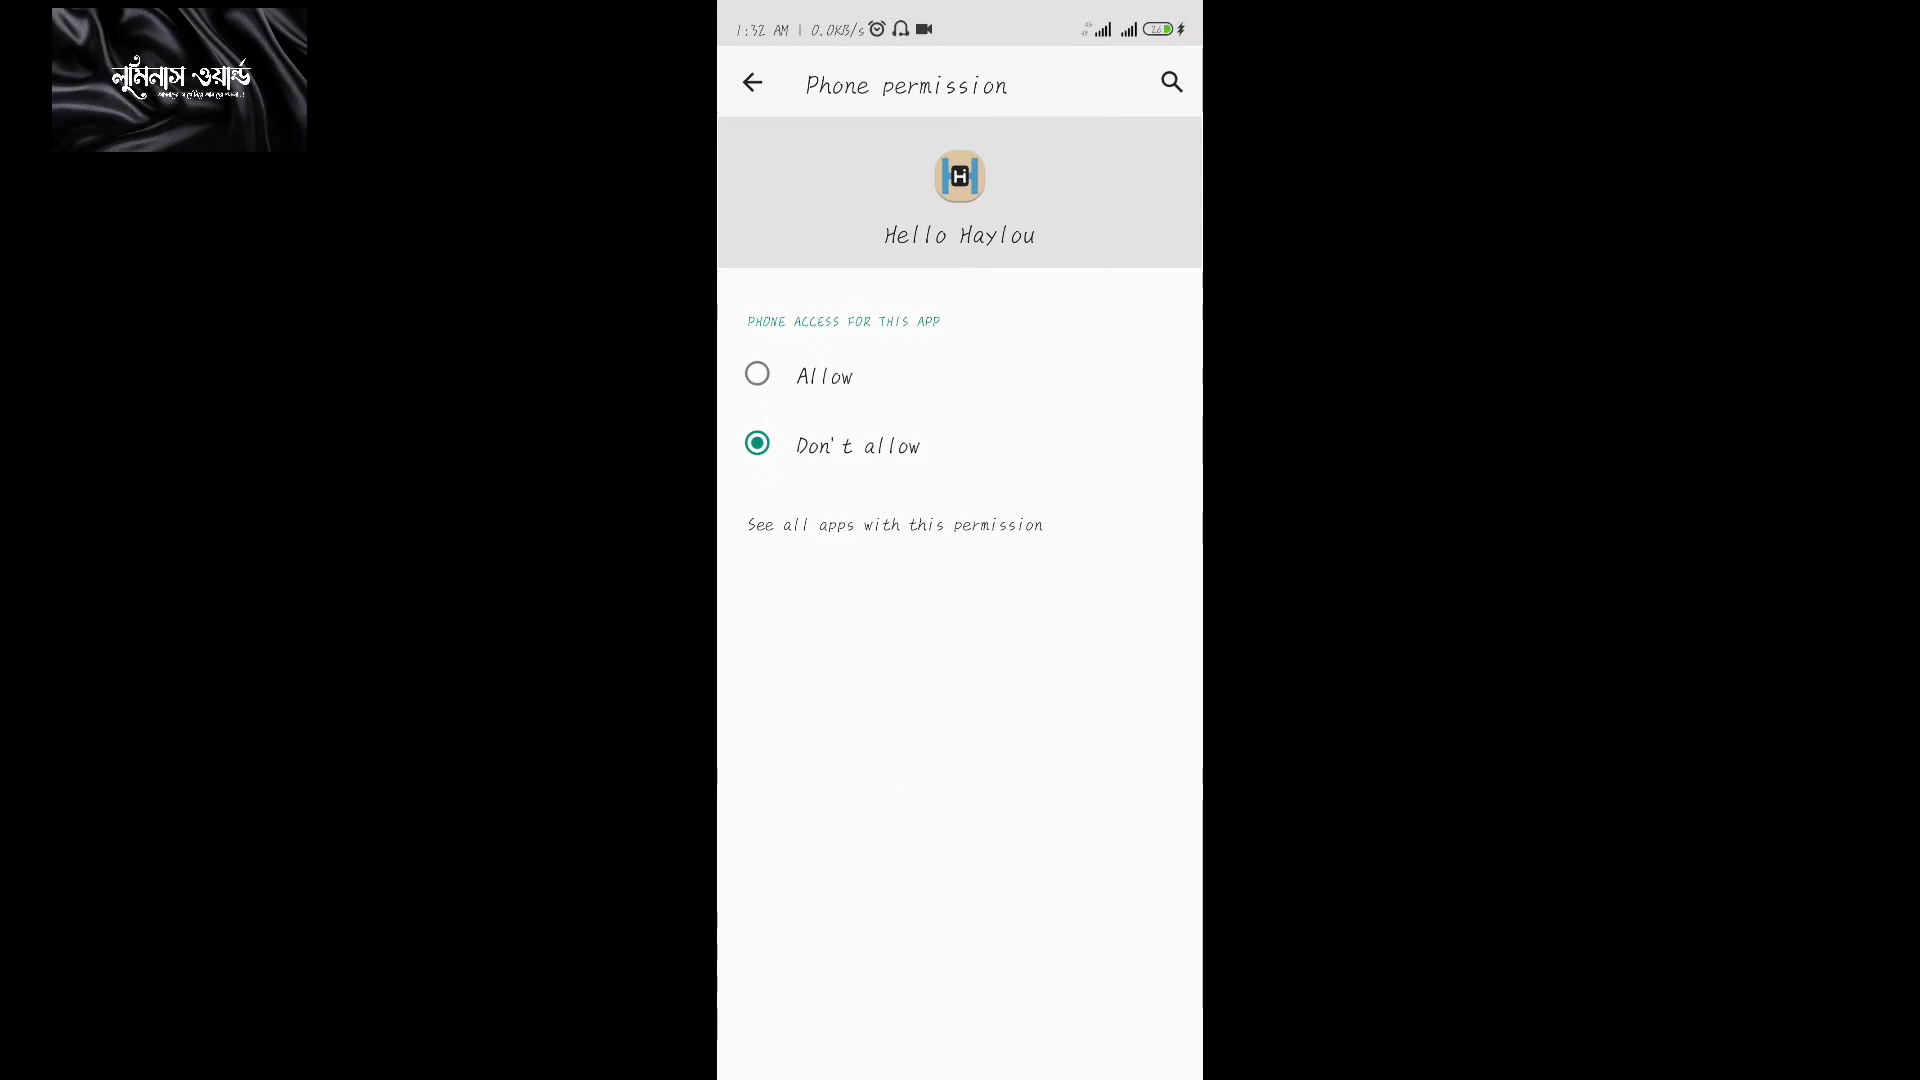 লুমিনাস ওয়ার্ল্ড
1:32 AM | 0.0KB/s
26
Phone permission
Hello Haylou
PHONE ACCESS FOR THIS APP
Allow
Don't allow
See all apps with this permission